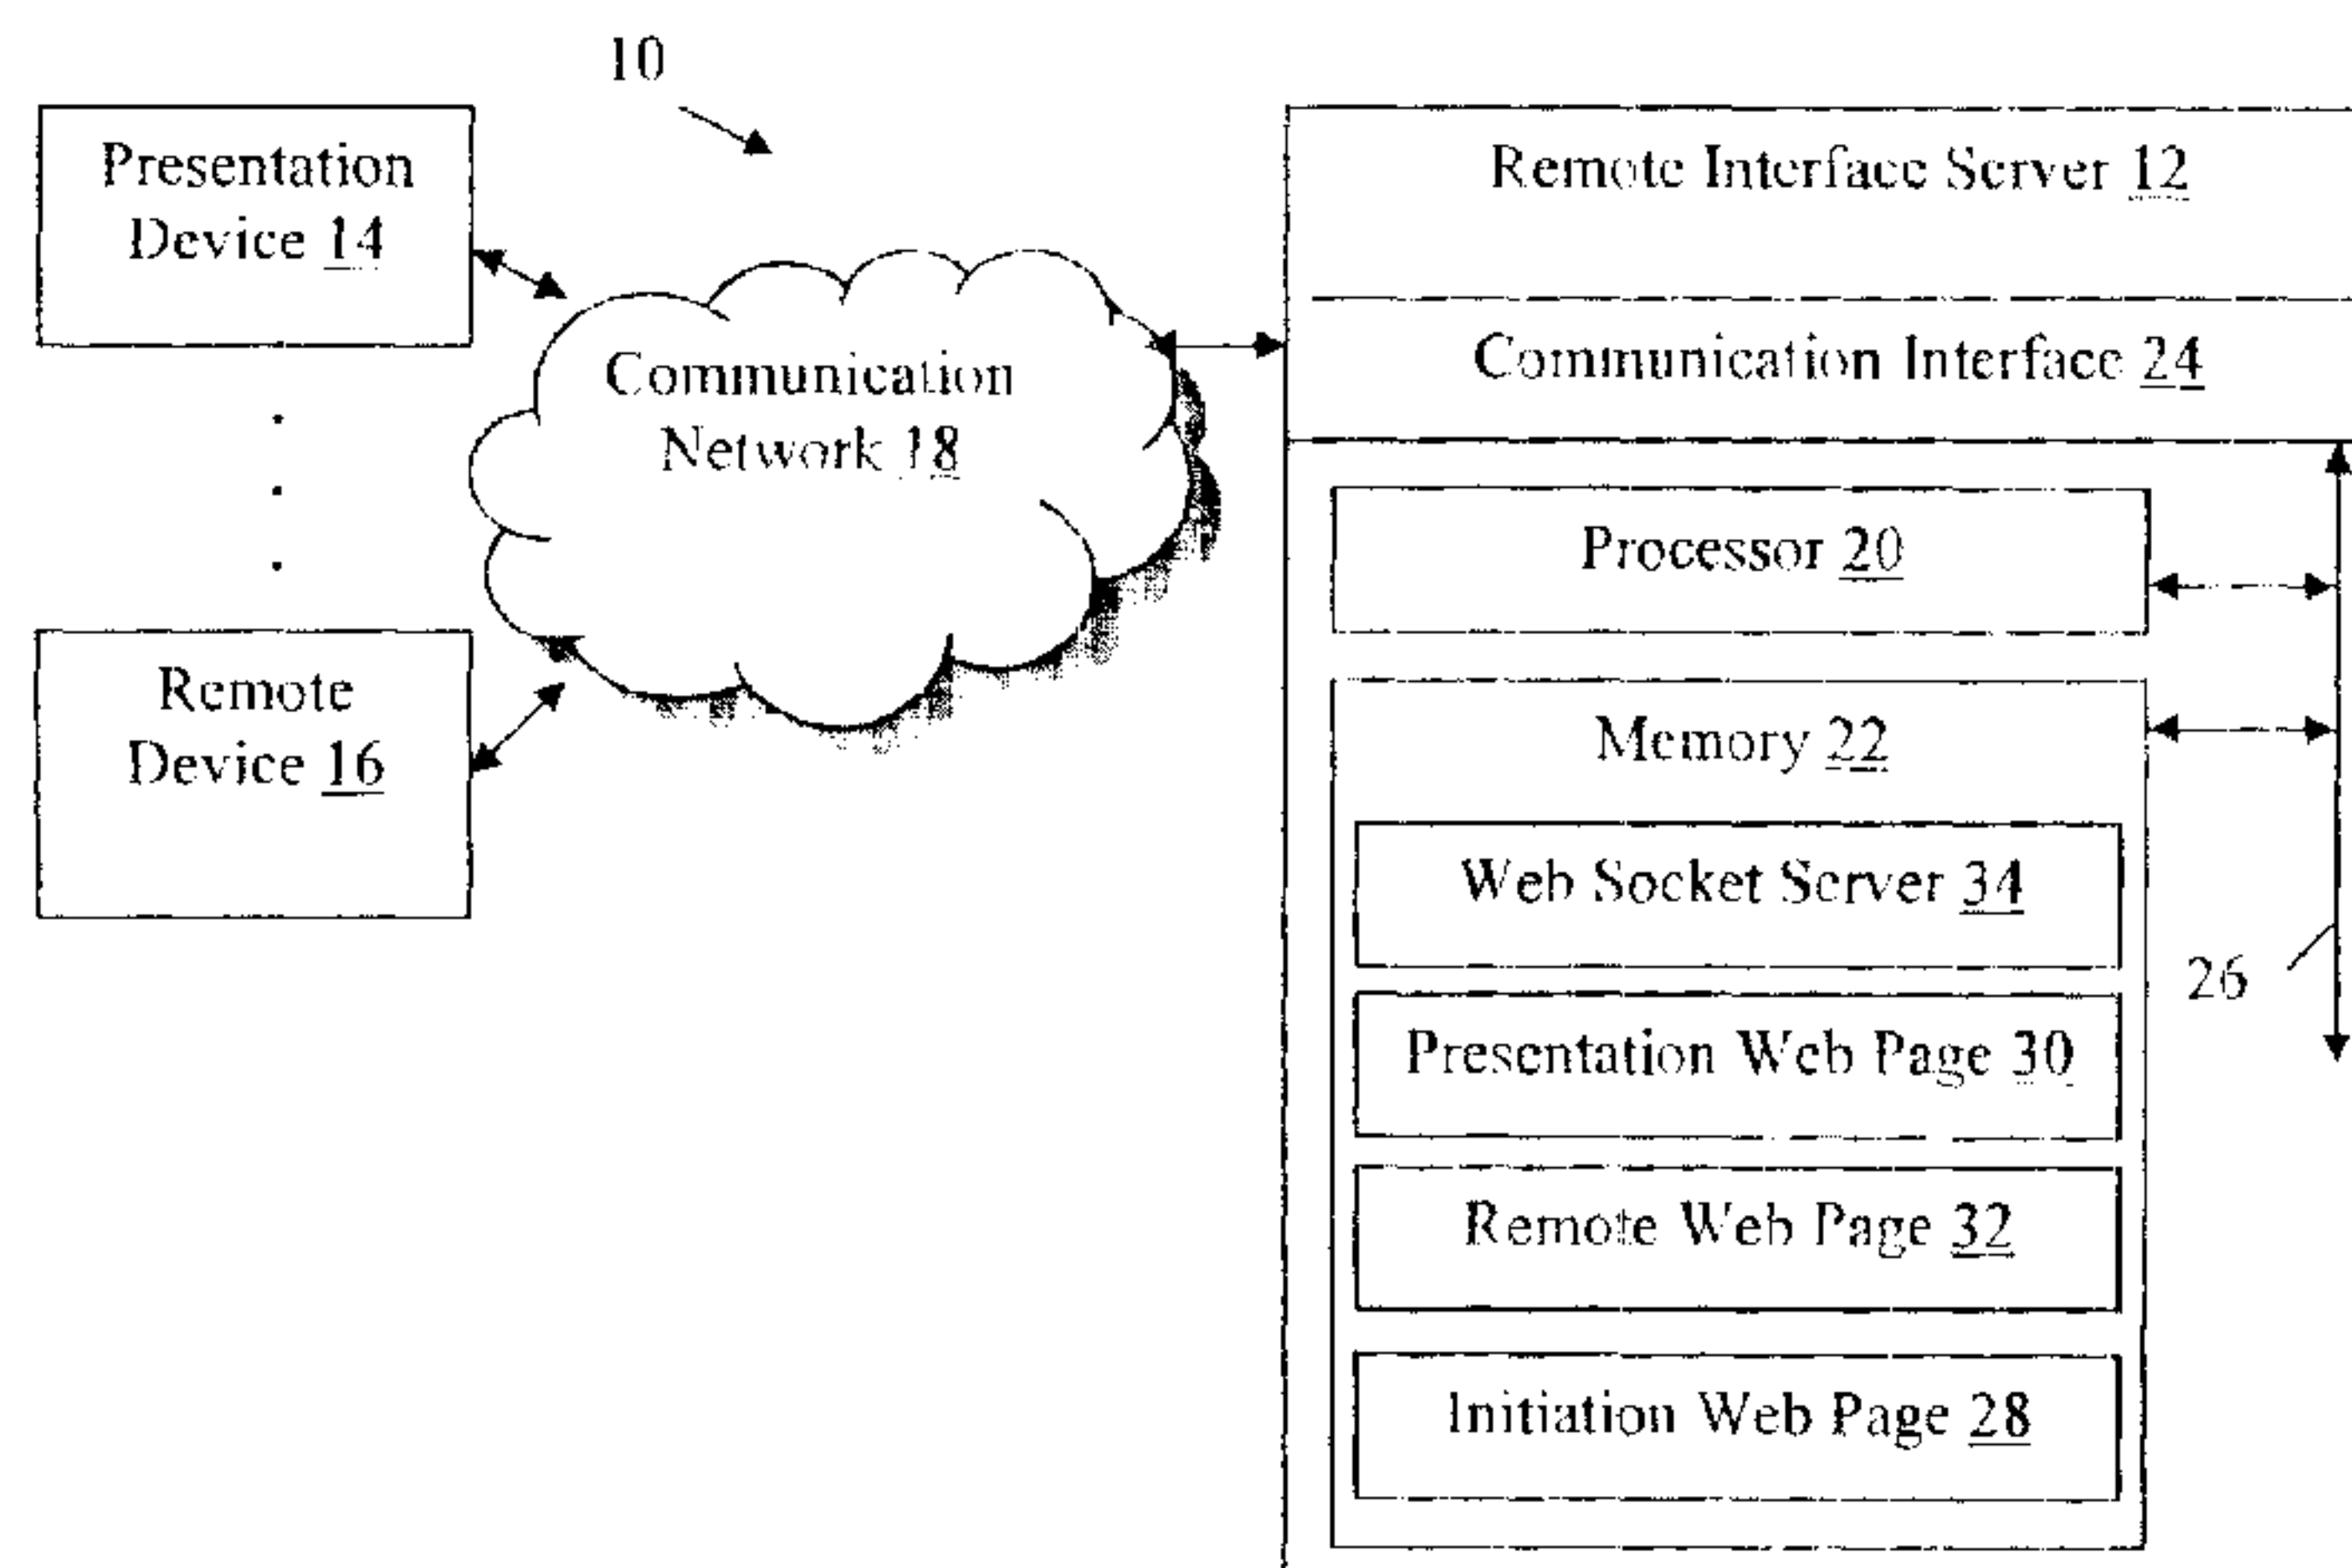 10
Presentation
Device 14
Remote Interface Server 12
Communication Interface 24
Communication
Network 18
Processor 20
Remote
Device 16
Memory 22
Web Socket Server 34
26
Presentation Web Page 30
Remote Web Page 32
Initiation Web Page 28